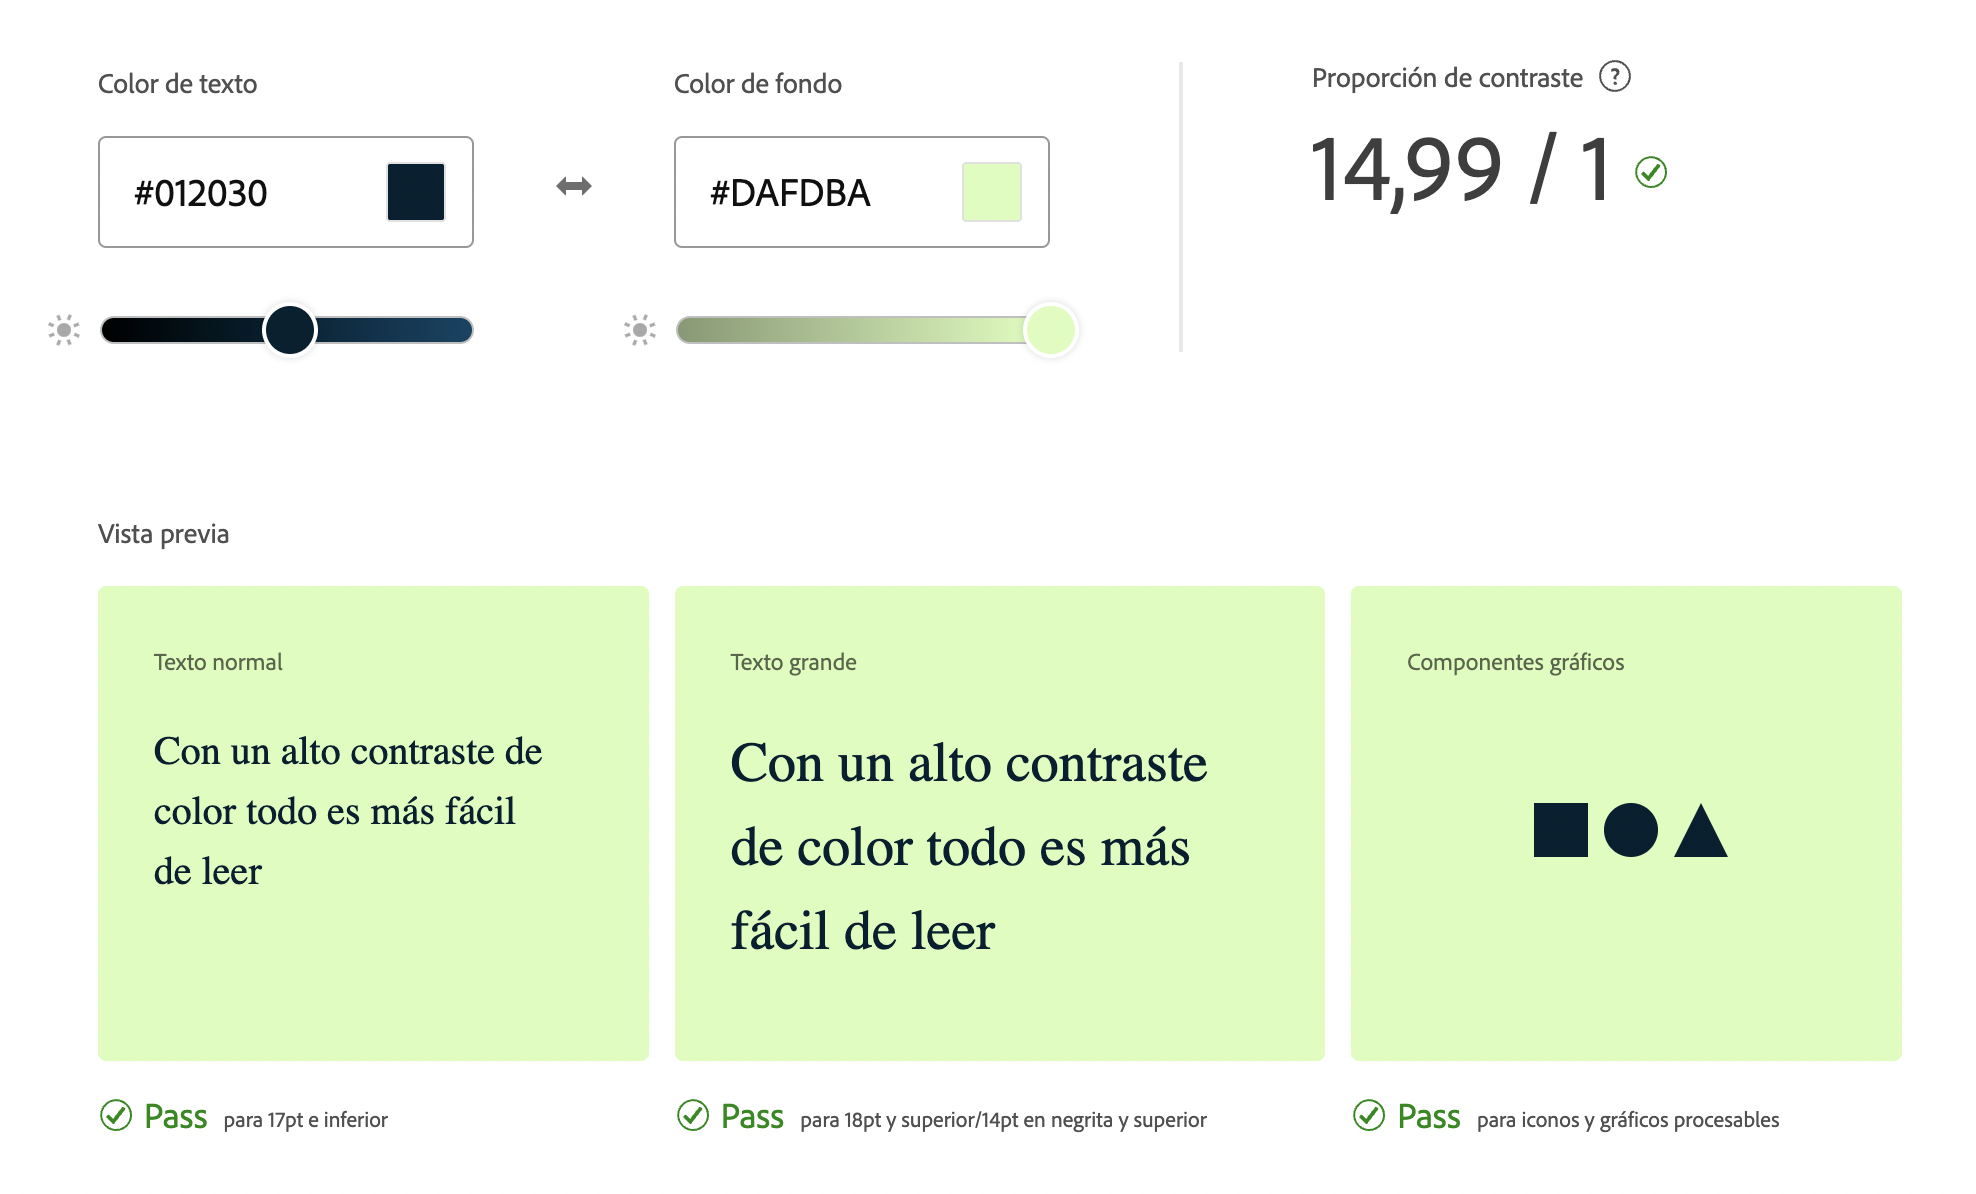 Color de texto
Color de fondo
Proporción de contraste ?
#012030
#DAFDBA
14,99 / 1
Vista previa
Texto normal
Con un alto contraste de
color todo es más fácil
de leer
Texto grande
Con un alto contraste
de color todo es más
fácil de leer
Componentes gráficos
Pass para 17pt e inferior
Pass para 18pt y superior/14pt en negrita y superior
Pass para iconos y gráficos procesables